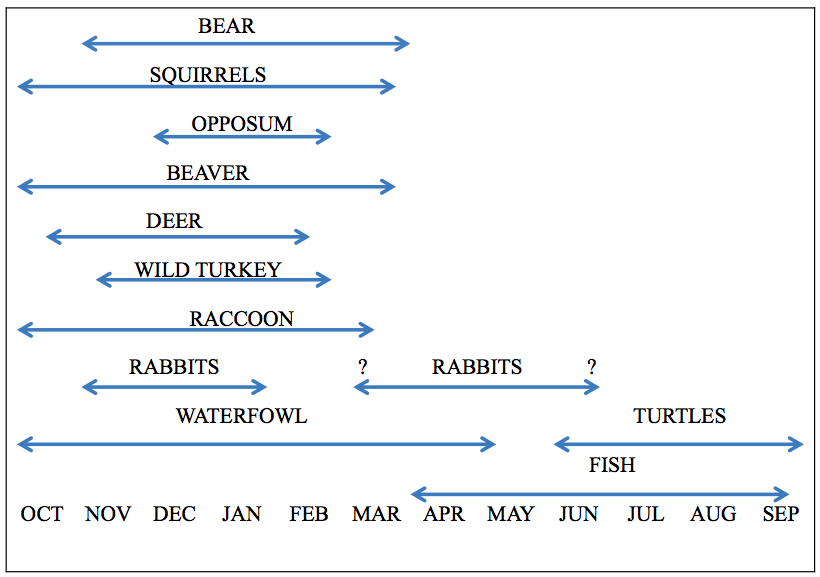 BEAR
SQUIRRELS
OPPOSUM
BEAVER
DEER
WILD TURKEY
RACCOON
RABBITS ? RABBITS ?
WATERFOWL TURTLES
FISH
OCT NOV DEC JAN FEB MAR APR MAY JUN JUL AUG SEP